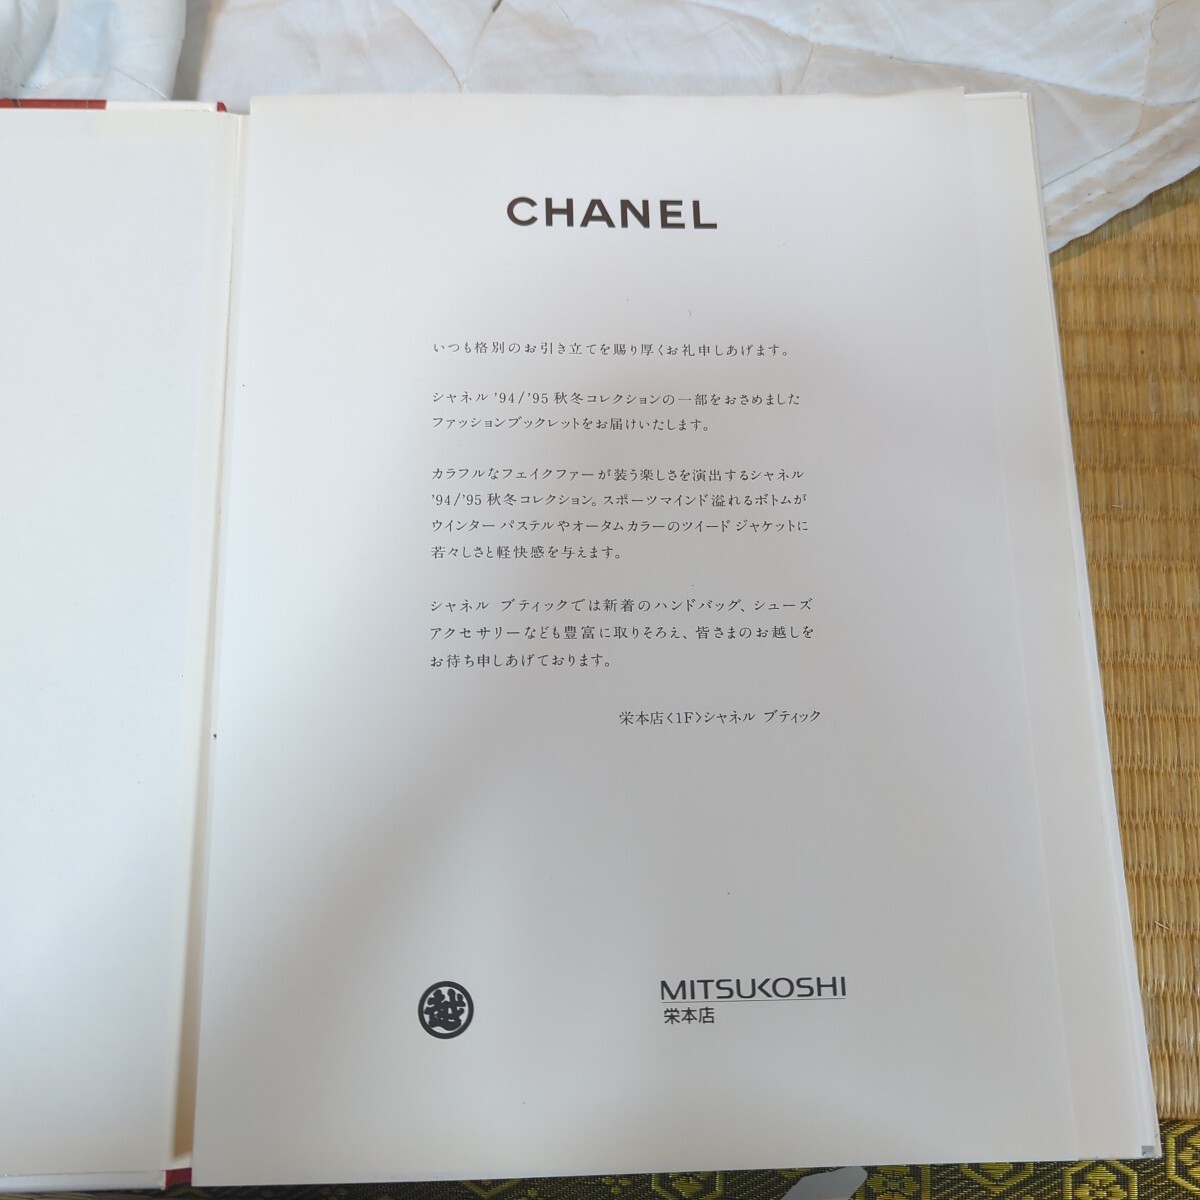 CHANEL
いつも格別のお引き立てを賜り厚くお礼申しあげます。
シャネル '94/'95 秋冬コレクションの一部をおさめました
ファッションブックレットをお届けいたします。
カラフルなフェイクファーが装う楽しさを演出するシャネル
'94/'95 秋冬コレクション。スポーツマインド溢れるボトムが
ウインター パステルやオータムカラーのツイード ジャケットに
若々しさと軽快感を与えます。
シャネル ブティックでは新着のハンドバッグ、シューズ
アクセサリーなども豊富に取りそろえ、皆さまのお越しを
お待ち申しあげております。
栄本店〈1F〉シャネル ブティック
越
MITSUKOSHI
栄本店